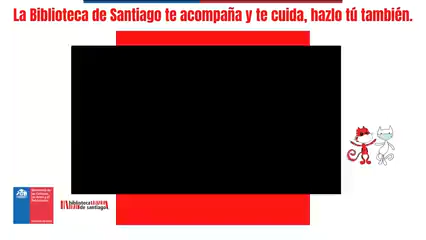 La Biblioteca de Santiago te acompaña y te cuida, hazlo tú también.
biblioteca
de santiago